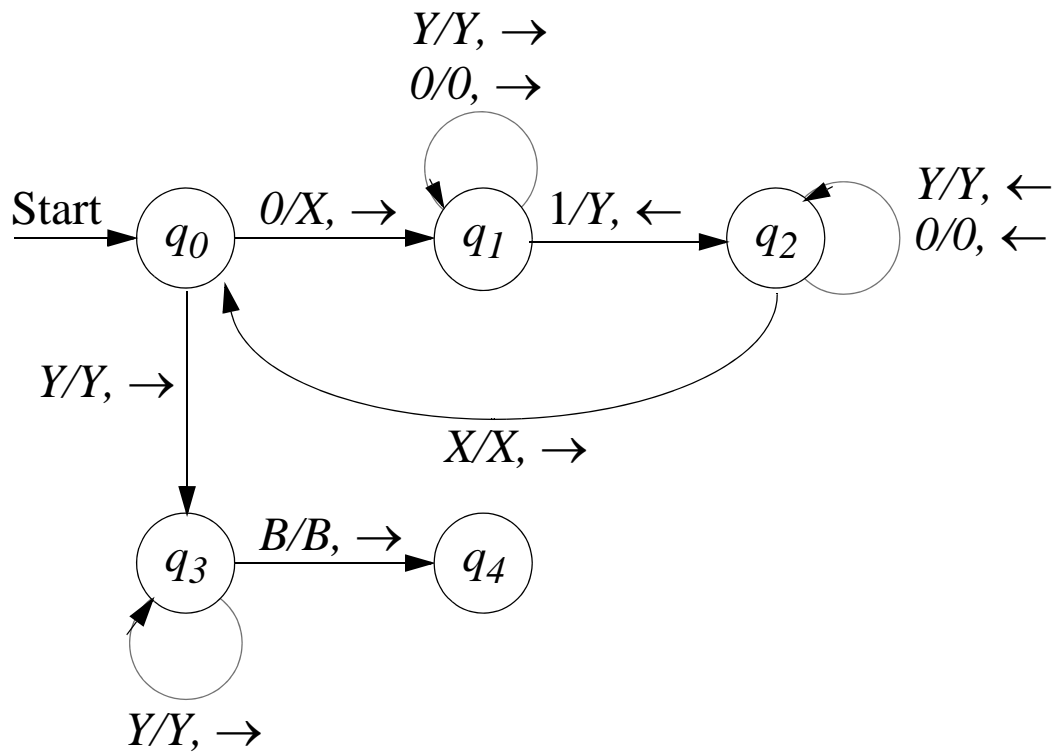 Y/Y, →
0/0, →
Start
q0
0/X, →
q1
1/Y, ←
q2
Y/Y, ←
0/0, ←
Y/Y, →
X/X, →
q3
B/B, →
q4
Y/Y, →